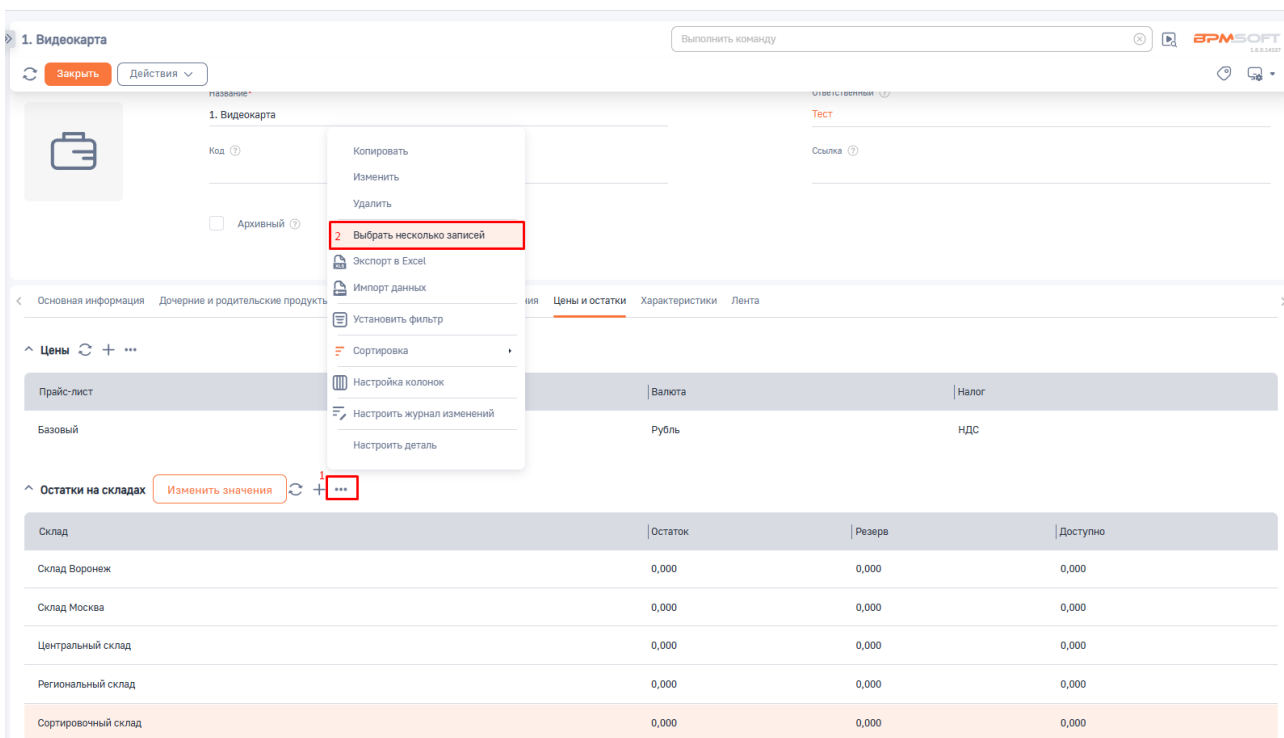 1. Видеокарта
Выполнить команду
BPMSOFT
Закрыть
Действия
Название*
Ответственный
1. Видеокарта
Тест
Код
Ссылка
Архивный
Копировать
Изменить
Удалить
2 Выбрать несколько записей
Экспорт в Excel
Импорт данных
Установить фильтр
Сортировка
Настройка колонок
Настроить журнал изменений
Настроить деталь
Основная информация Дочерние и родительские продукты Цены и остатки Характеристики Лента
Цены
Прайс-лист Валюта Налог
Базовый Рубль НДС
1
Остатки на складах Изменить значения
Склад Остаток Резерв Доступно
Склад Воронеж 0,000 0,000 0,000
Склад Москва 0,000 0,000 0,000
Центральный склад 0,000 0,000 0,000
Региональный склад 0,000 0,000 0,000
Сортировочный склад 0,000 0,000 0,000